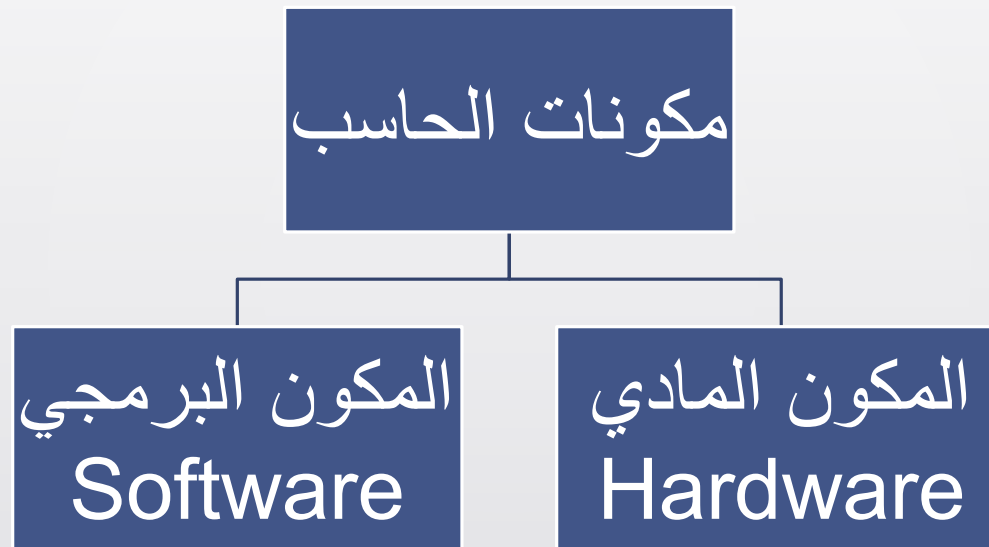 مكونات الحاسب
المكون المادي
Hardware
المكون البرمجي
Software